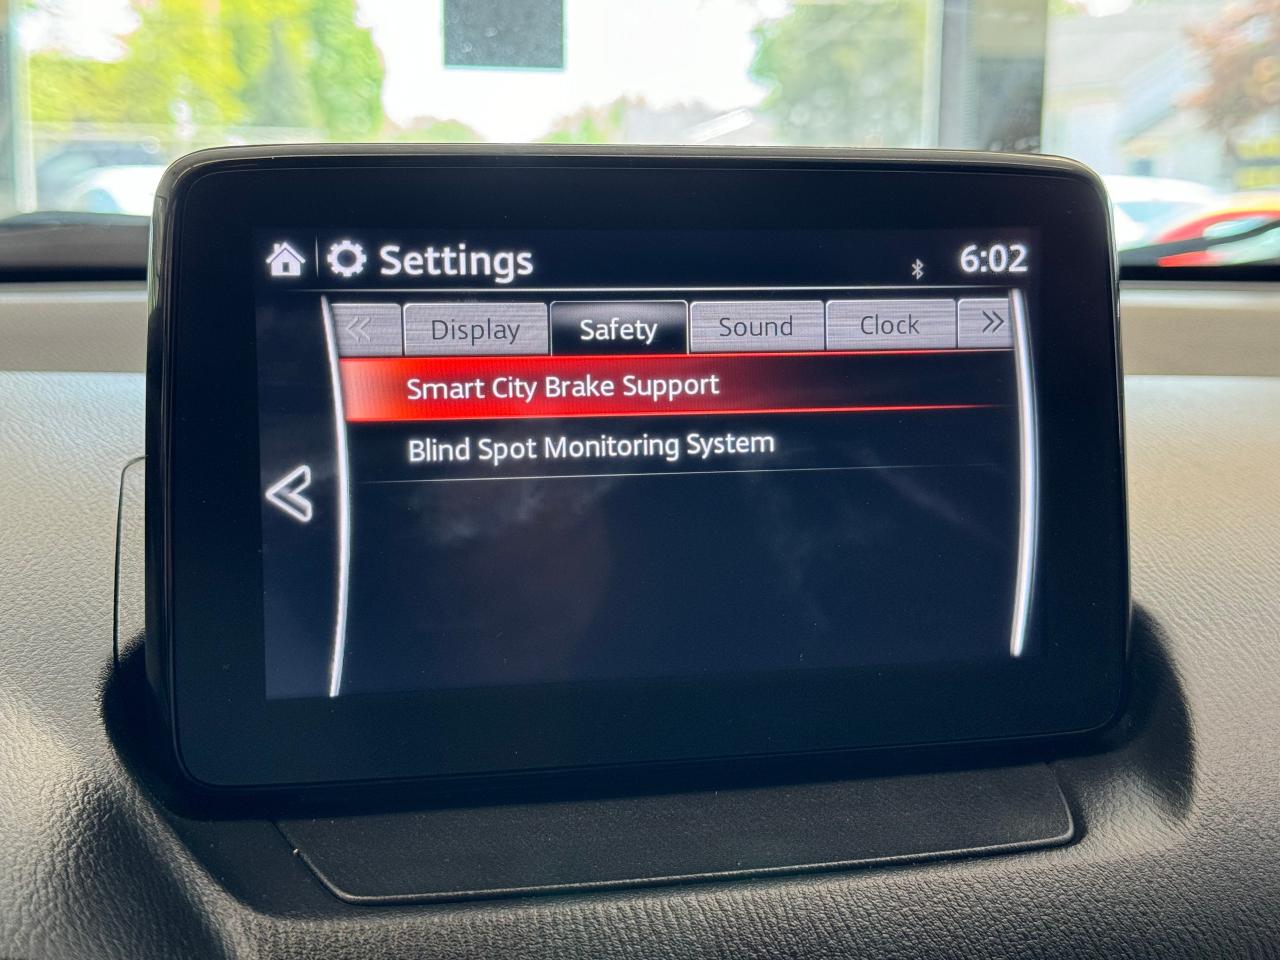 Settings
6:02
Display
Safety
Sound
Clock
Smart City Brake Support
Blind Spot Monitoring System